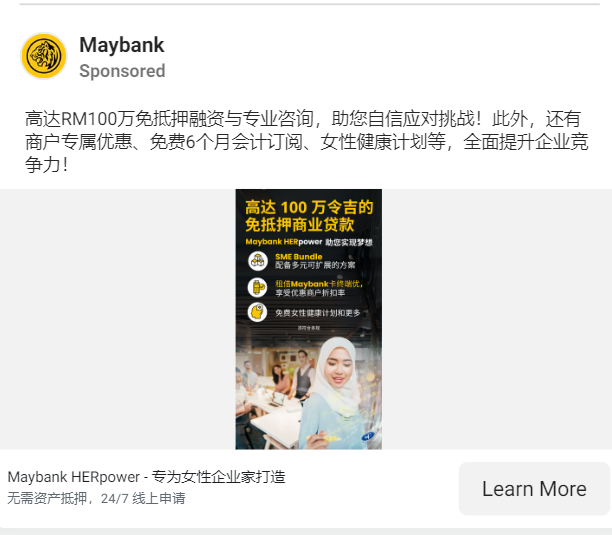 Maybank
Sponsored
高达RM100万免抵押融资与专业咨询，助您自信应对挑战！此外，还有
商户专属优惠、免费6个月会计订阅、女性健康计划等，全面提升企业竞
争力！
高达 100 万令吉的
免抵押商业贷款
Maybank HERpower 助您实现梦想
SME Bundle
配备多元可扩展的方案
租借Maybank卡终端优，
享受优惠商户折扣率
免费女性健康计划和更多
Maybank HERpower - 专为女性企业家打造
无需资产抵押，24/7 线上申请
Learn More